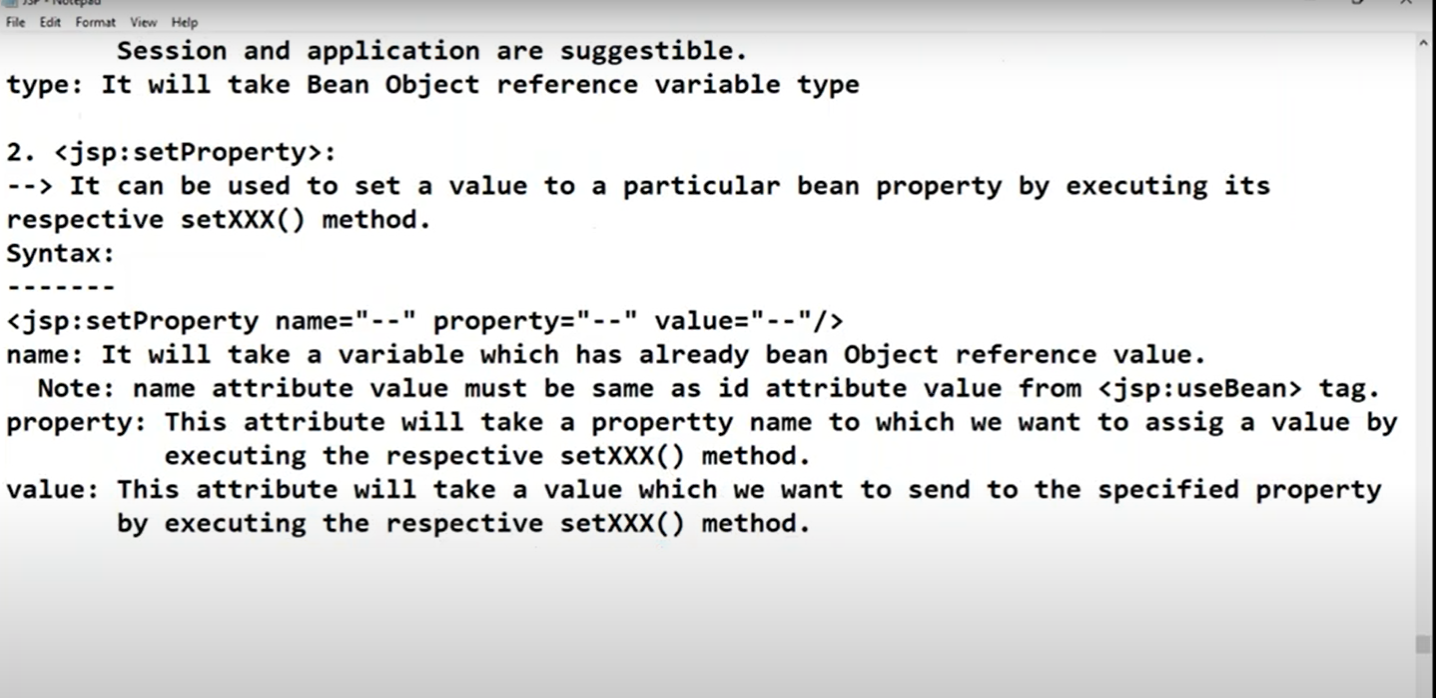 JSP - Notepad
File Edit Format View Help
Session and application are suggestible.
type: It will take Bean Object reference variable type
2. <jsp:setProperty>:
--> It can be used to set a value to a particular bean property by executing its
respective setXXX() method.
Syntax:
-------
<jsp:setProperty name="--" property="--" value="--"/>
name: It will take a variable which has already bean Object reference value.
Note: name attribute value must be same as id attribute value from <jsp:useBean> tag.
property: This attribute will take a propertty name to which we want to assig a value by
executing the respective setXXX() method.
value: This attribute will take a value which we want to send to the specified property
by executing the respective setXXX() method.